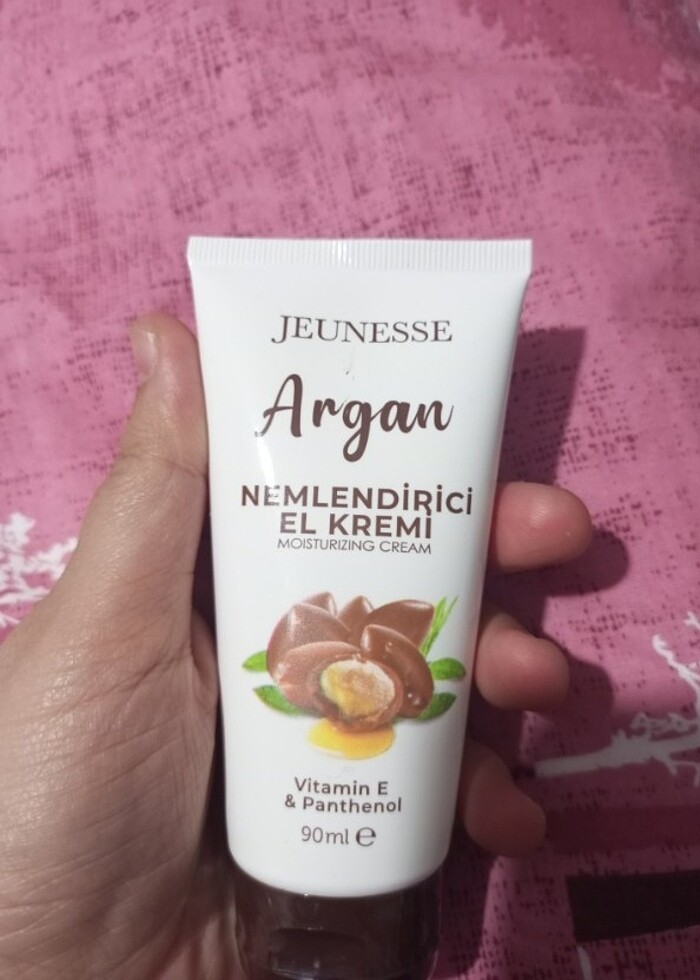 JEUNESSE
Argan
NEMLENDİRİCİ
EL KREMİ
MOISTURIZING CREAM
Vitamin E
& Panthenol
90ml ℮